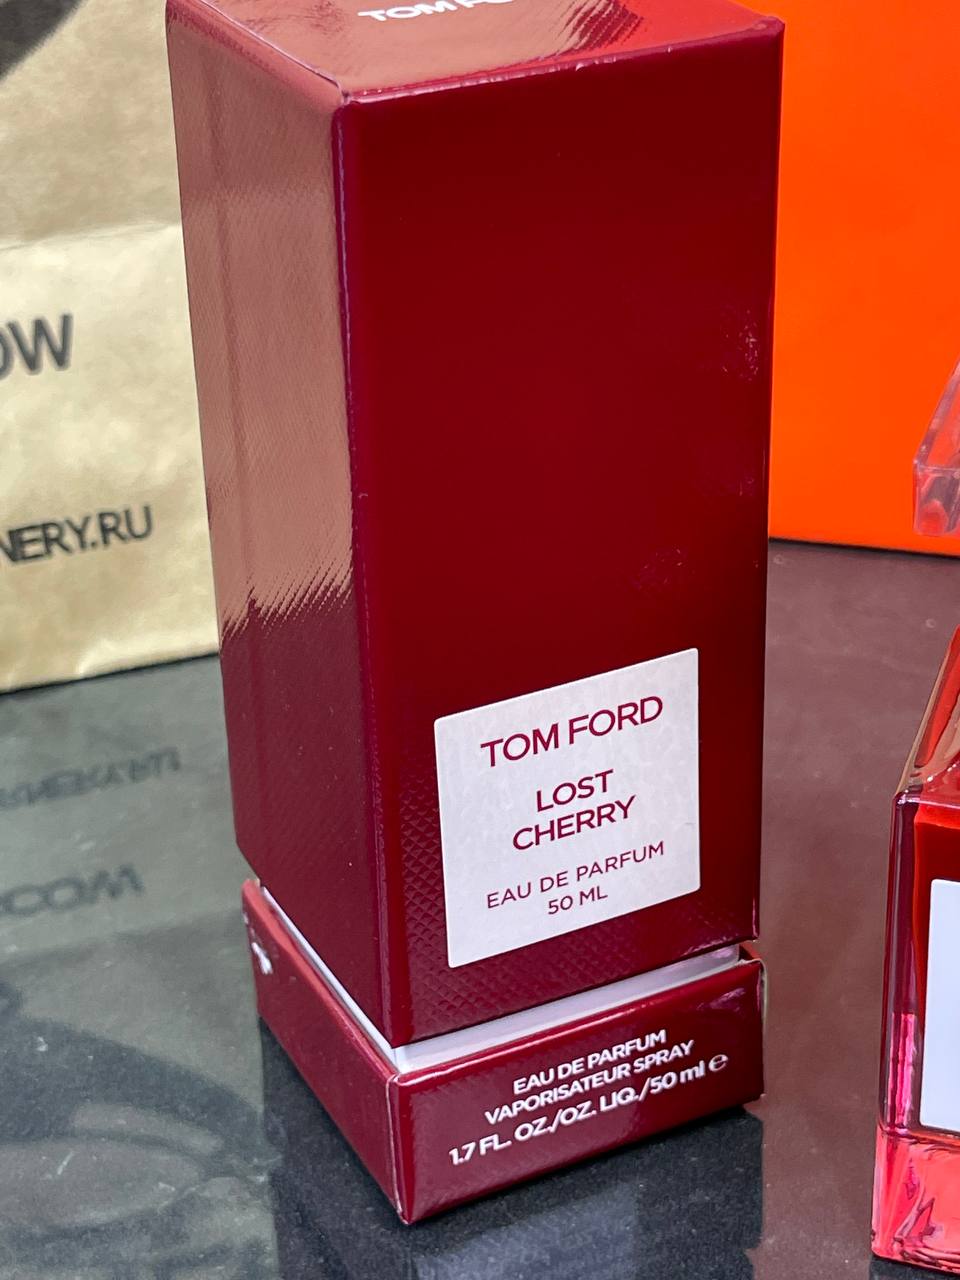 TOM FO
OW
NERY.RU
TOM FORD
LOST
CHERRY
EAU DE PARFUM
50 ML
EAU DE PARFUM
VAPORISATEUR SPRAY
1.7 FL. OZ./OZ. LIQ./50 ml ℮